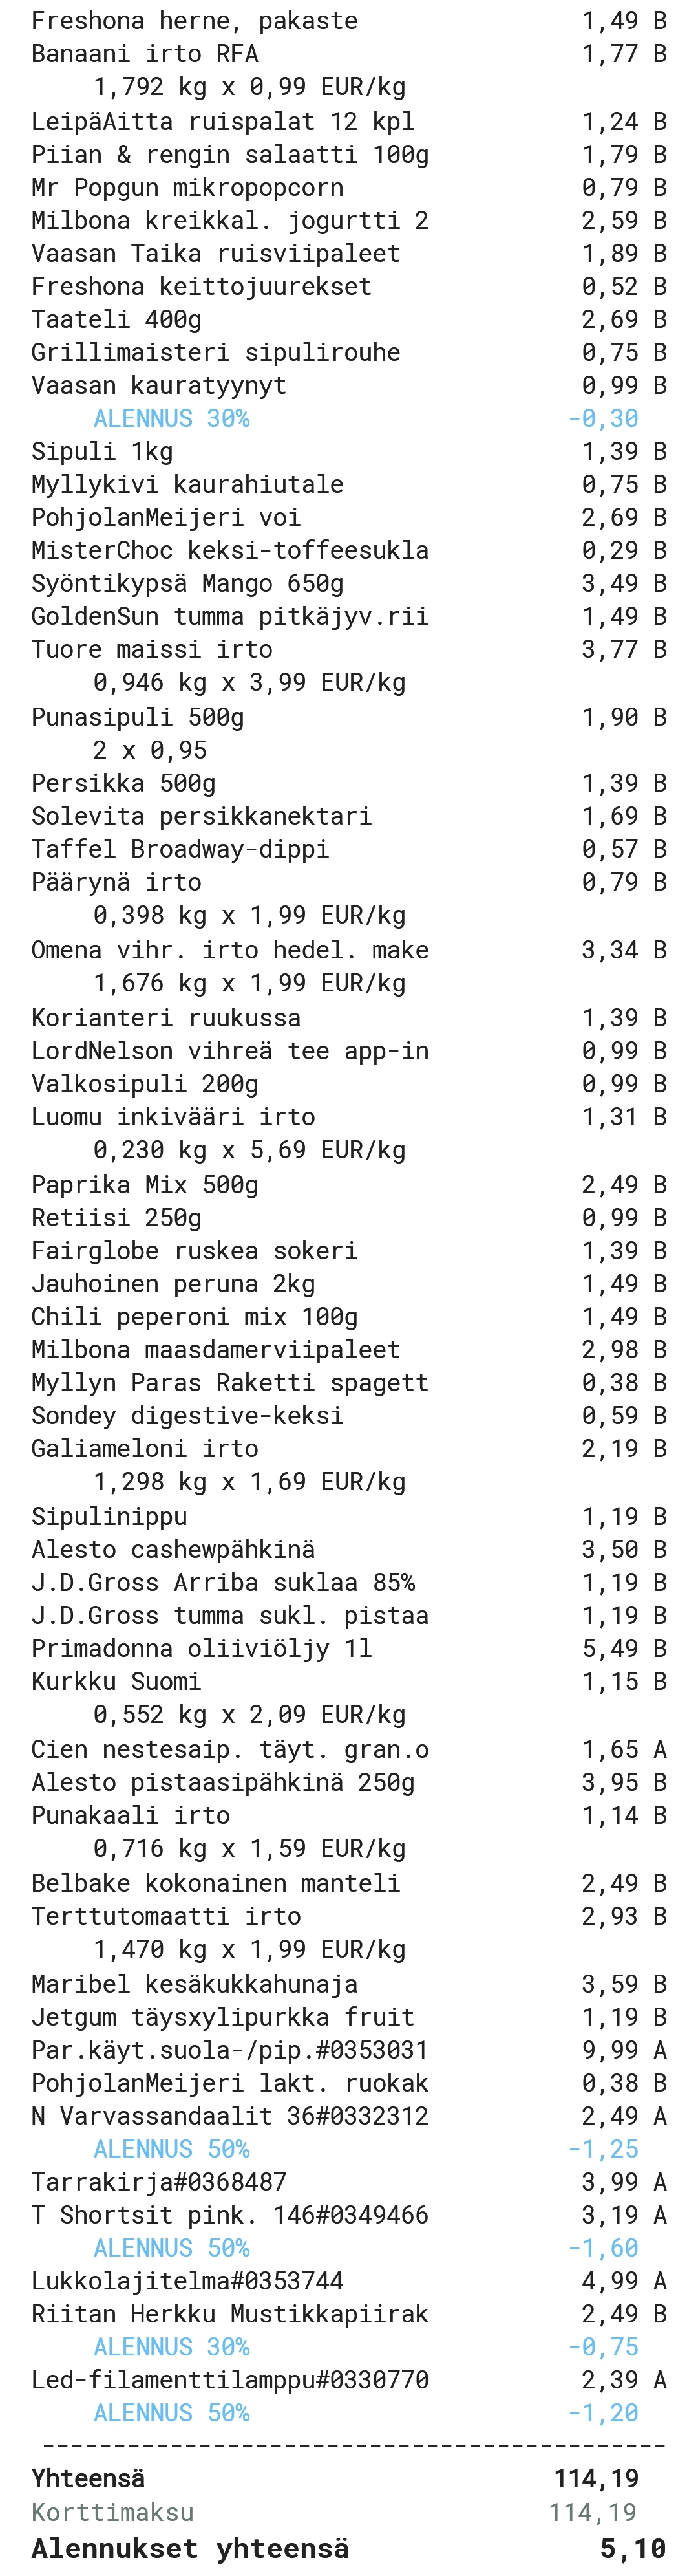 Freshona herne, pakaste 1,49 B
Banaani irto RFA 1,77 B
1,792 kg x 0,99 EUR/kg
LeipäAitta ruispalat 12 kpl 1,24 B
Piian & rengin salaatti 100g 1,79 B
Mr Popgun mikropopcorn 0,79 B
Milbona kreikkal. jogurtti 2 2,59 B
Vaasan Taika ruisviipaleet 1,89 B
Freshona keittojuurekset 0,52 B
Taateli 400g 2,69 B
Grillimaisteri sipulirouhe 0,75 B
Vaasan kauratyynyt 0,99 B
ALENNUS 30% -0,30
Sipuli 1kg 1,39 B
Myllykivi kaurahiutale 0,75 B
PohjolanMeijeri voi 2,69 B
MisterChoc keksi-toffeesukla 0,29 B
Syöntikypsä Mango 650g 3,49 B
GoldenSun tumma pitkäjyv.rii 1,49 B
Tuore maissi irto 3,77 B
0,946 kg x 3,99 EUR/kg
Punasipuli 500g 1,90 B
2 x 0,95
Persikka 500g 1,39 B
Solevita persikkanektari 1,69 B
Taffel Broadway-dippi 0,57 B
Päärynä irto 0,79 B
0,398 kg x 1,99 EUR/kg
Omena vihr. irto hedel. make 3,34 B
1,676 kg x 1,99 EUR/kg
Korianteri ruukussa 1,39 B
LordNelson vihreä tee app-in 0,99 B
Valkosipuli 200g 0,99 B
Luomu inkivääri irto 1,31 B
0,230 kg x 5,69 EUR/kg
Paprika Mix 500g 2,49 B
Retiisi 250g 0,99 B
Fairglobe ruskea sokeri 1,39 B
Jauhoinen peruna 2kg 1,49 B
Chili peperoni mix 100g 1,49 B
Milbona maasdamerviipaleet 2,98 B
Myllyn Paras Raketti spagett 0,38 B
Sondey digestive-keksi 0,59 B
Galiameloni irto 2,19 B
1,298 kg x 1,69 EUR/kg
Sipulinippu 1,19 B
Alesto cashewpähkinä 3,50 B
J.D.Gross Arriba suklaa 85% 1,19 B
J.D.Gross tumma sukl. pistaa 1,19 B
Primadonna oliiviöljy 1l 5,49 B
Kurkku Suomi 1,15 B
0,552 kg x 2,09 EUR/kg
Cien nestesaip. täyt. gran.o 1,65 A
Alesto pistaasipähkinä 250g 3,95 B
Punakaali irto 1,14 B
0,716 kg x 1,59 EUR/kg
Belbake kokonainen manteli 2,49 B
Terttutomaatti irto 2,93 B
1,470 kg x 1,99 EUR/kg
Maribel kesäkukkahunaja 3,59 B
Jetgum täysxylipurkka fruit 1,19 B
Par.käyt.suola-/pip.#0353031 9,99 A
PohjolanMeijeri lakt. ruokak 0,38 B
N Varvassandaalit 36#0332312 2,49 A
ALENNUS 50% -1,25
Tarrakirja#0368487 3,99 A
T Shortsit pink. 146#0349466 3,19 A
ALENNUS 50% -1,60
Lukkolajitelma#0353744 4,99 A
Riitan Herkku Mustikkapiirak 2,49 B
ALENNUS 30% -0,75
Led-filamenttilamppu#0330770 2,39 A
ALENNUS 50% -1,20
--------------------------------------------
Yhteensä 114,19
Korttimaksu 114,19
Alennukset yhteensä 5,10